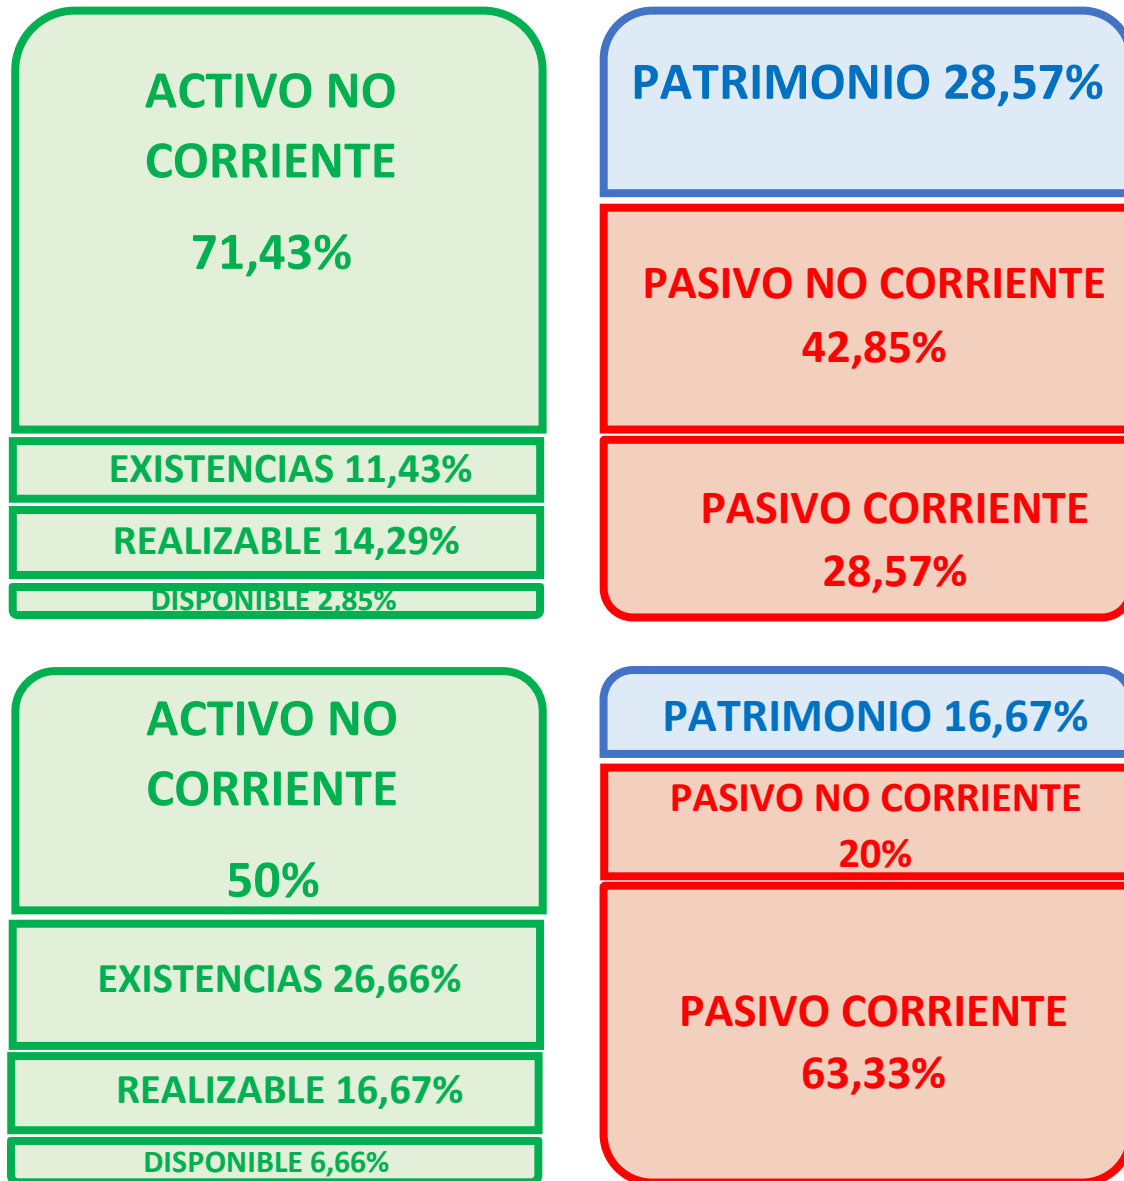 ACTIVO NO
CORRIENTE
71,43%
EXISTENCIAS 11,43%
REALIZABLE 14,29%
DISPONIBLE 2,85%
PATRIMONIO 28,57%
PASIVO NO CORRIENTE
42,85%
PASIVO CORRIENTE
28,57%
ACTIVO NO
CORRIENTE
50%
EXISTENCIAS 26,66%
REALIZABLE 16,67%
DISPONIBLE 6,66%
PATRIMONIO 16,67%
PASIVO NO CORRIENTE
20%
PASIVO CORRIENTE
63,33%